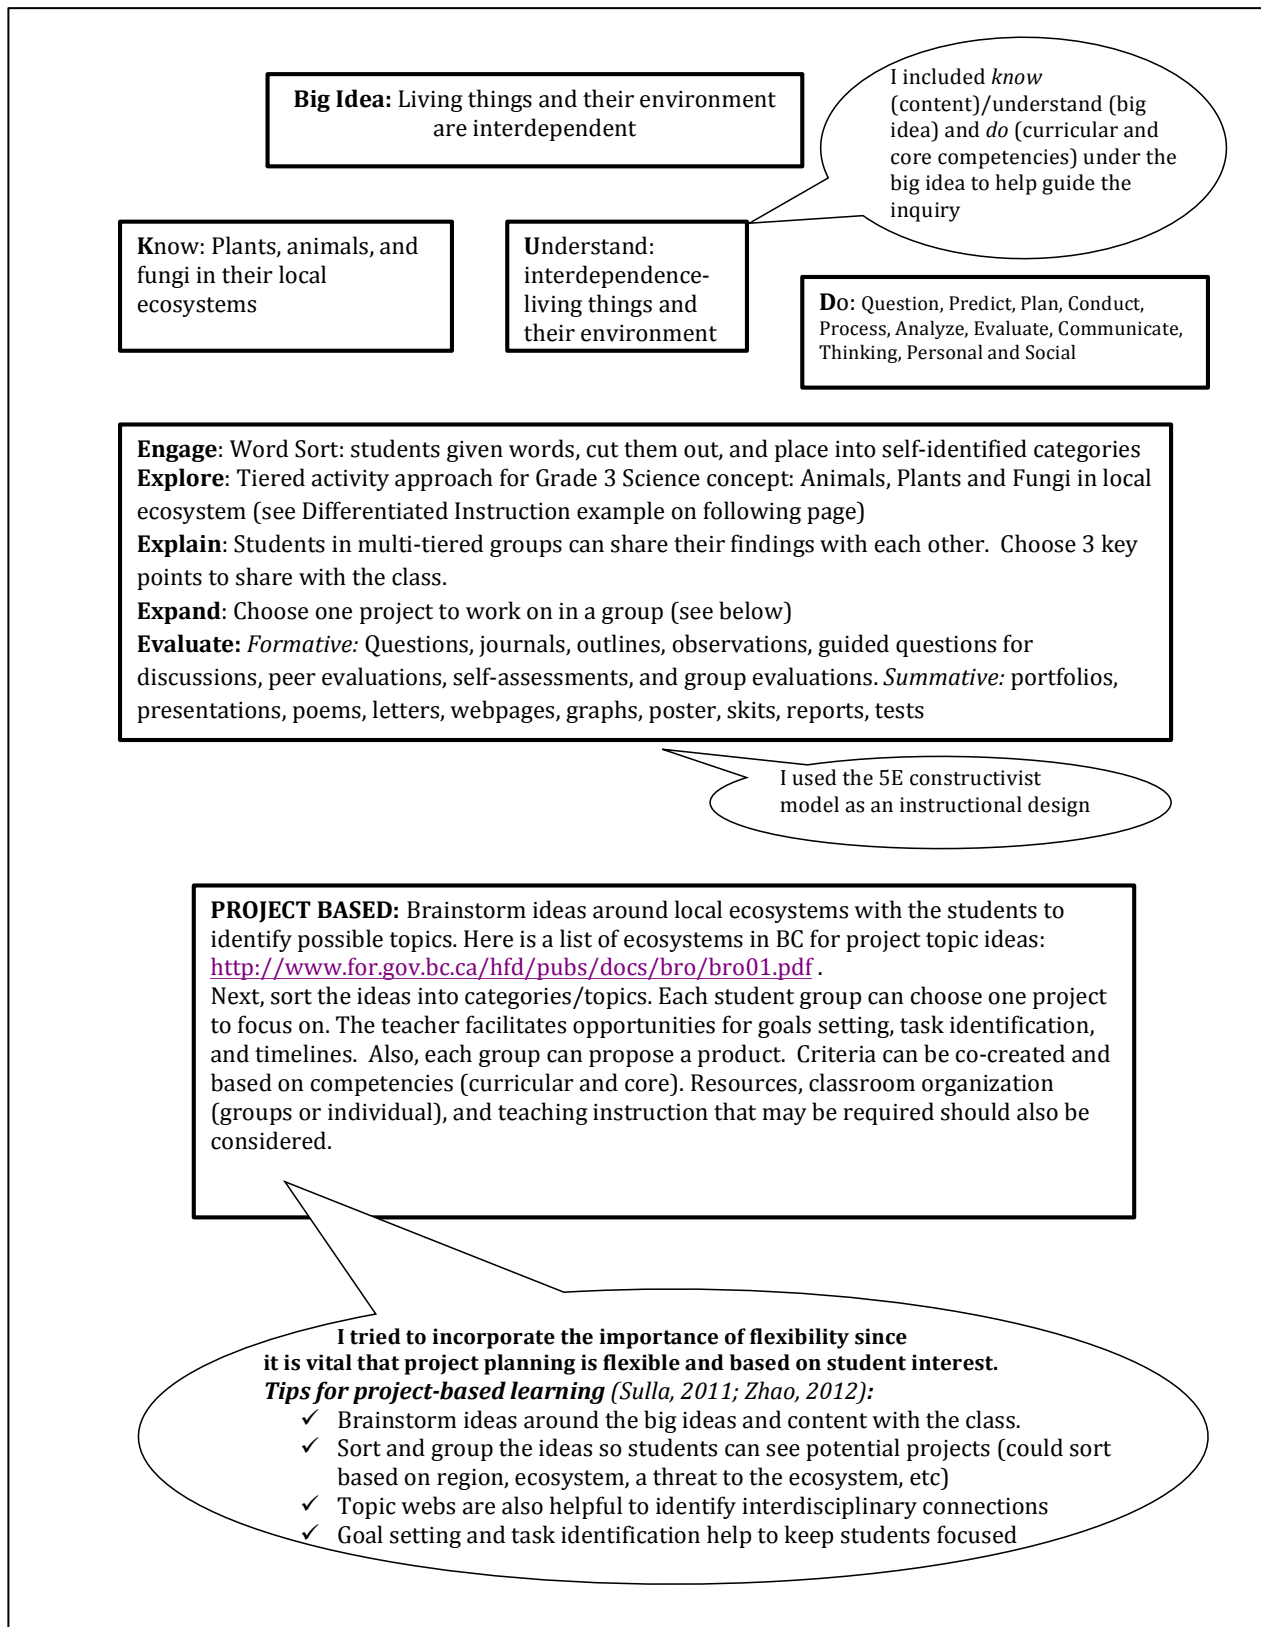 Big Idea: Living things and their environment
are interdependent
I included know
(content)/understand (big
idea) and do (curricular and
core competencies) under the
big idea to help guide the
inquiry
Know: Plants, animals, and
fungi in their local
ecosystems
Understand:
interdependence-
living things and
their environment
Do: Question, Predict, Plan, Conduct,
Process, Analyze, Evaluate, Communicate,
Thinking, Personal and Social
Engage: Word Sort: students given words, cut them out, and place into self-identified categories
Explore: Tiered activity approach for Grade 3 Science concept: Animals, Plants and Fungi in local
ecosystem (see Differentiated Instruction example on following page)
Explain: Students in multi-tiered groups can share their findings with each other.  Choose 3 key
points to share with the class.
Expand: Choose one project to work on in a group (see below)
Evaluate: Formative: Questions, journals, outlines, observations, guided questions for
discussions, peer evaluations, self-assessments, and group evaluations. Summative: portfolios,
presentations, poems, letters, webpages, graphs, poster, skits, reports, tests
I used the 5E constructivist
model as an instructional design
PROJECT BASED: Brainstorm ideas around local ecosystems with the students to
identify possible topics. Here is a list of ecosystems in BC for project topic ideas:
http://www.for.gov.bc.ca/hfd/pubs/docs/bro/bro01.pdf .
Next, sort the ideas into categories/topics. Each student group can choose one project
to focus on. The teacher facilitates opportunities for goals setting, task identification,
and timelines.  Also, each group can propose a product.  Criteria can be co-created and
based on competencies (curricular and core). Resources, classroom organization
(groups or individual), and teaching instruction that may be required should also be
considered.
I tried to incorporate the importance of flexibility since
it is vital that project planning is flexible and based on student interest.
Tips for project-based learning (Sulla, 2011; Zhao, 2012):
✓ Brainstorm ideas around the big ideas and content with the class.
✓ Sort and group the ideas so students can see potential projects (could sort
based on region, ecosystem, a threat to the ecosystem, etc)
✓ Topic webs are also helpful to identify interdisciplinary connections
✓ Goal setting and task identification help to keep students focused